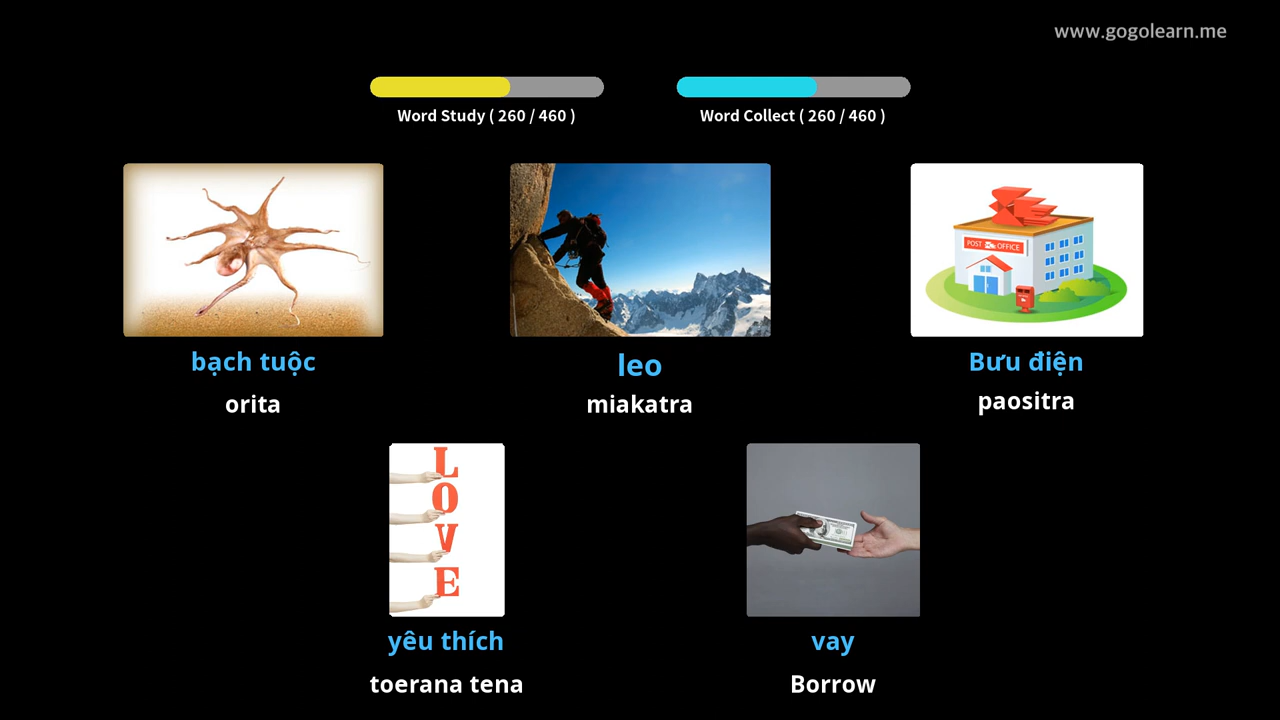 www.gogolearn.me
Word Study ( 260 / 460 )
Word Collect ( 260 / 460 )
POST OFFICE
bạch tuộc
leo
Bưu điện
orita
miakatra
paositra
L
O
V
E
yêu thích
vay
toerana tena
Borrow